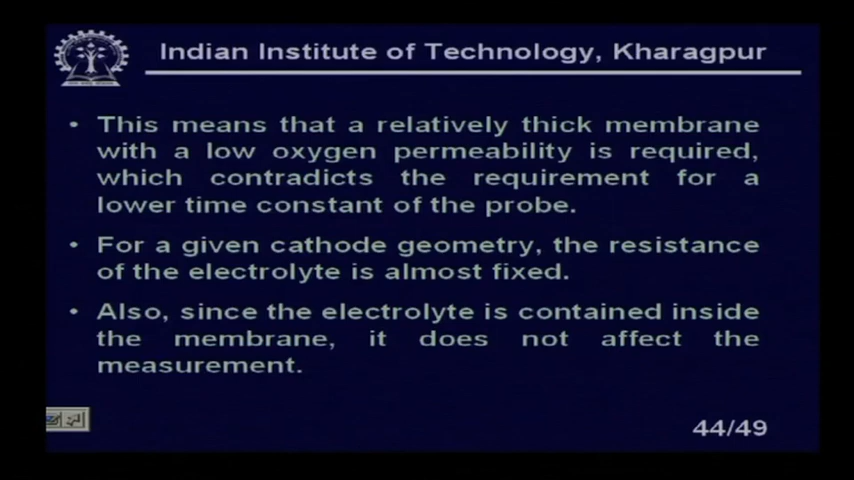 Indian Institute of Technology, Kharagpur
• This means that a relatively thick membrane
with a low oxygen permeability is required,
which contradicts the requirement for a
lower time constant of the probe.
• For a given cathode geometry, the resistance
of the electrolyte is almost fixed.
• Also, since the electrolyte is contained inside
the membrane, it does not affect the
measurement.
44/49